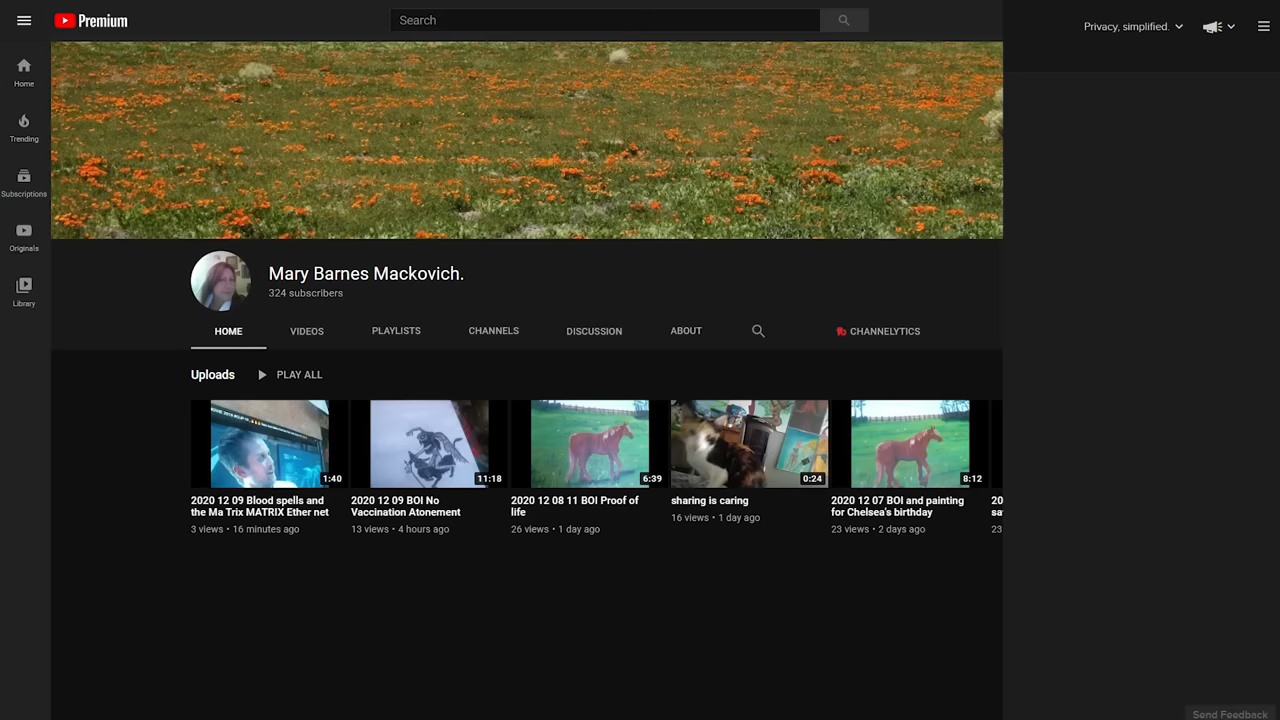 Premium
Search
Privacy, simplified.
Home
Trending
Subscriptions
Originals
Library
Mary Barnes Mackovich.
324 subscribers
HOME VIDEOS PLAYLISTS CHANNELS DISCUSSION ABOUT CHANNELYTICS
Uploads PLAY ALL
1:40
2020 12 09 Blood spells and
the Ma Trix MATRIX Ether net
3 views • 16 minutes ago
11:18
2020 12 09 BOI No
Vaccination Atonement
13 views • 4 hours ago
6:39
2020 12 08 11 BOI Proof of
life
26 views • 1 day ago
0:24
sharing is caring
16 views • 1 day ago
8:12
2020 12 07 BOI and painting
for Chelsea's birthday
23 views • 2 days ago
20
sa
23
Send Feedback